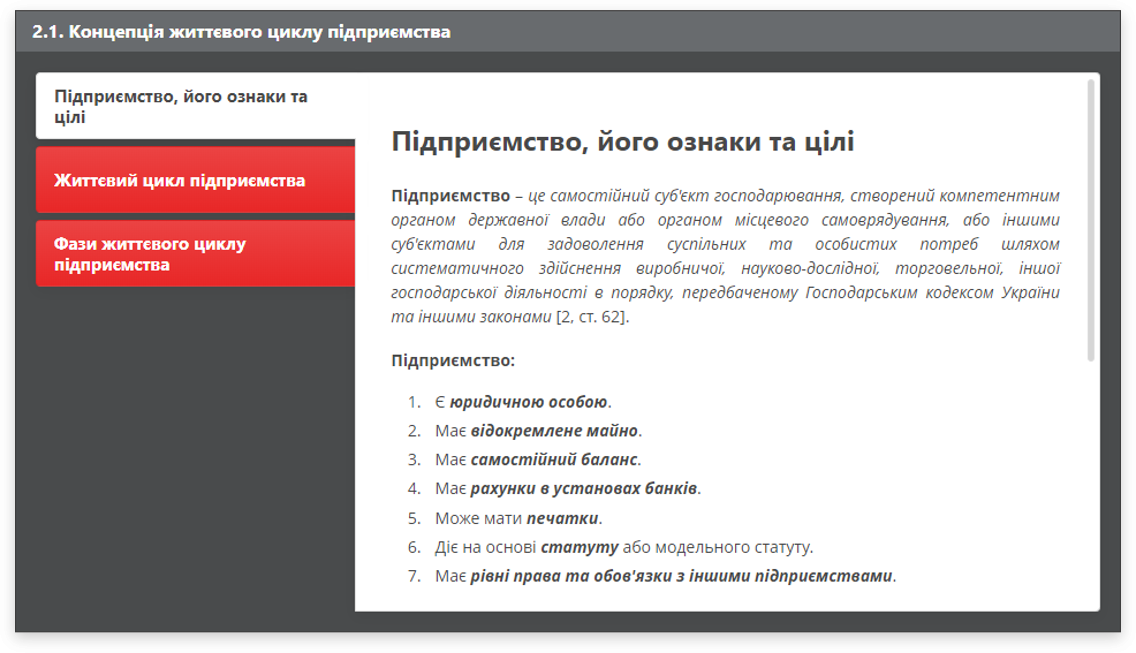 2.1. Концепція життєвого циклу підприємства
Підприємство, його ознаки та
цілі
Життєвий цикл підприємства
Фази життєвого циклу
підприємства
Підприємство, його ознаки та цілі
Підприємство – це самостійний суб'єкт господарювання, створений компетентним
органом державної влади або органом місцевого самоврядування, або іншими
суб'єктами для задоволення суспільних та особистих потреб шляхом
систематичного здійснення виробничої, науково-дослідної, торговельної, іншої
господарської діяльності в порядку, передбаченому Господарським кодексом України
та іншими законами [2, ст. 62].
Підприємство:
1. Є юридичною особою.
2. Має відокремлене майно.
3. Має самостійний баланс.
4. Має рахунки в установах банків.
5. Може мати печатки.
6. Діє на основі статуту або модельного статуту.
7. Має рівні права та обов'язки з іншими підприємствами.